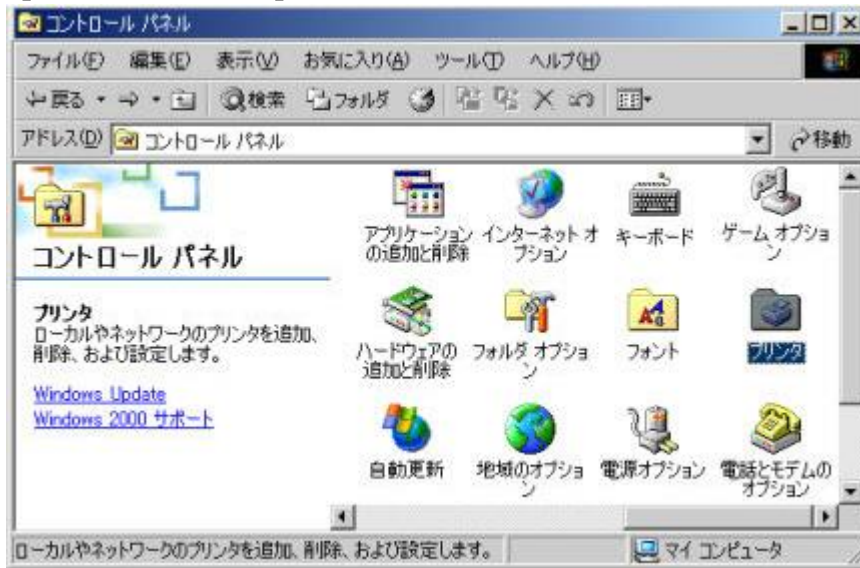 コントロール パネル
ファイル(F) 編集(E) 表示(V) お気に入り(A) ツール(T) ヘルプ(H)
戻る 検索 フォルダ
アドレス(D) コントロール パネル 移動
コントロール パネル
プリンタ
ローカルやネットワークのプリンタを追加、
削除、および設定します。
Windows Update
Windows 2000 サポート
アプリケーション
の追加と削除
インターネット オ
プション
キーボード
ゲーム オプショ
ン
ハードウェアの
追加と削除
フォルダ オプショ
ン
フォント
プリンタ
自動更新
地域のオプショ
ン
電源オプション
電話とモデムの
オプション
ローカルやネットワークのプリンタを追加、削除、および設定します。 マイ コンピュータ